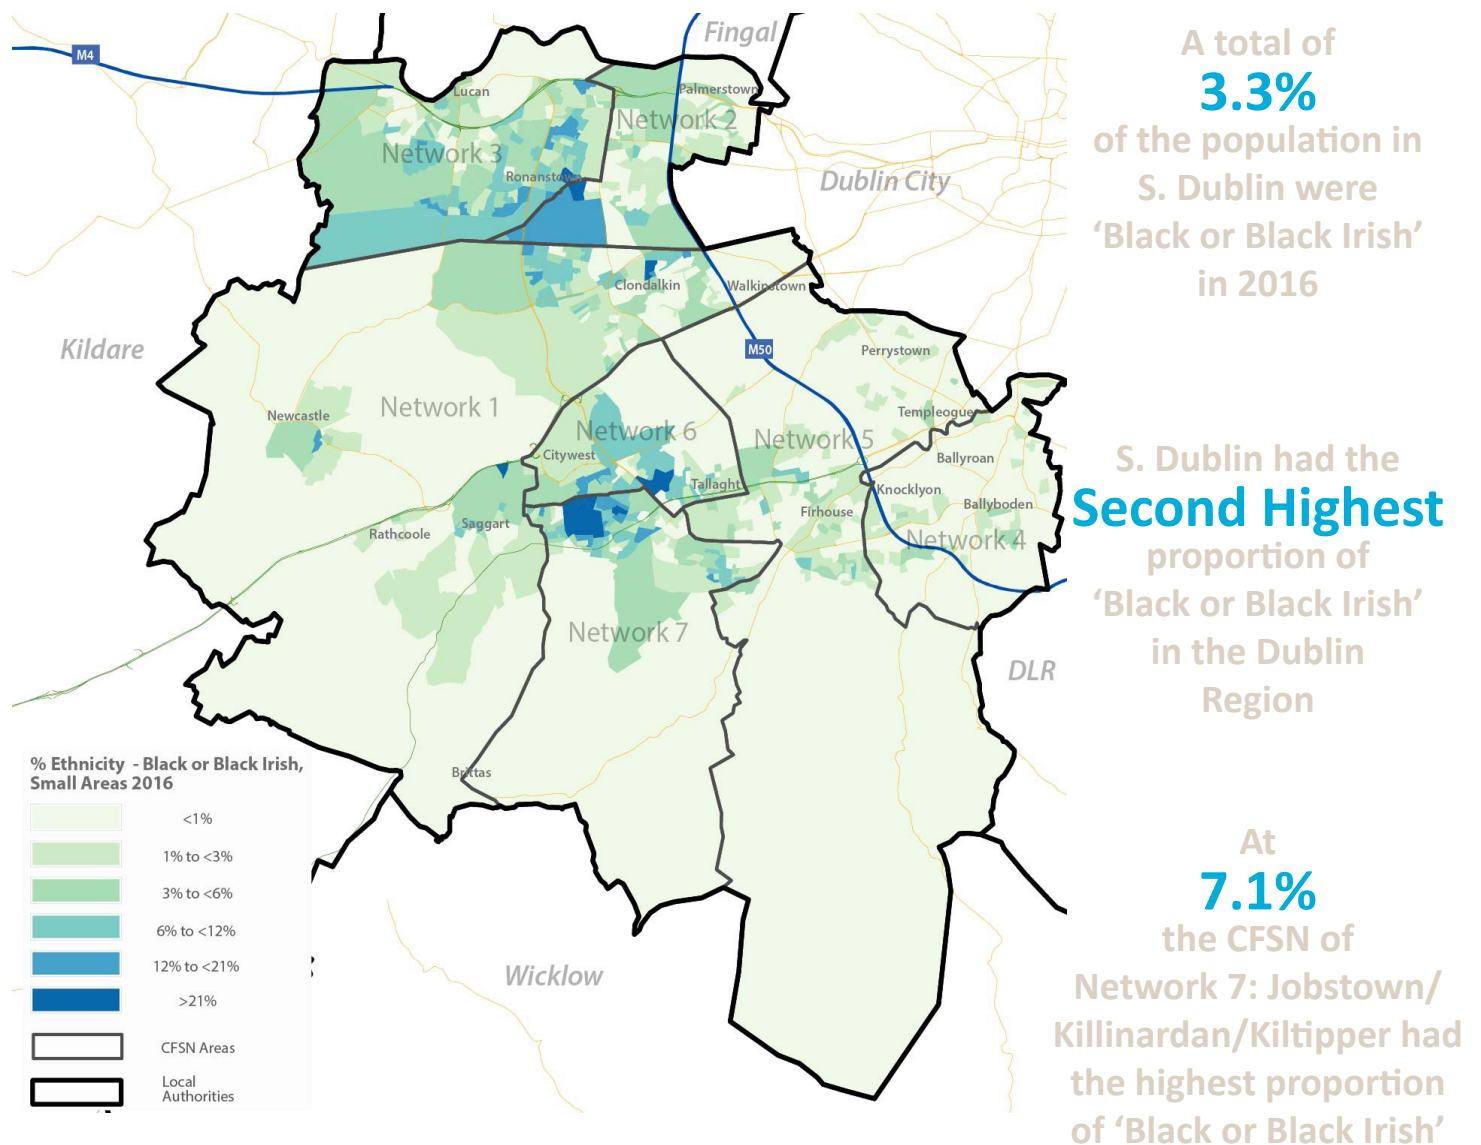 Fingal
M4
Lucan
Palmerstown
Network 2
Network 3
Ronanstown
Dublin City
Clondalkin
Walkinstown
Kildare
M50
Perrystown
Network 1
Newcastle
Templeogue
Network 6
Network 5
Citywest
Ballyroan
Tallaght
Knocklyon
Ballyboden
Firhouse
Saggart
Rathcoole
Network 4
Network 7
DLR
Brittas
Wicklow
% Ethnicity - Black or Black Irish,
Small Areas 2016
<1%
1% to <3%
3% to <6%
6% to <12%
12% to <21%
>21%
CFSN Areas
Local
Authorities
A total of
3.3%
of the population in
S. Dublin were
‘Black or Black Irish’
in 2016
S. Dublin had the
Second Highest
proportion of
‘Black or Black Irish’
in the Dublin
Region
At
7.1%
the CFSN of
Network 7: Jobstown/
Killinardan/Kiltipper had
the highest proportion
of ‘Black or Black Irish’